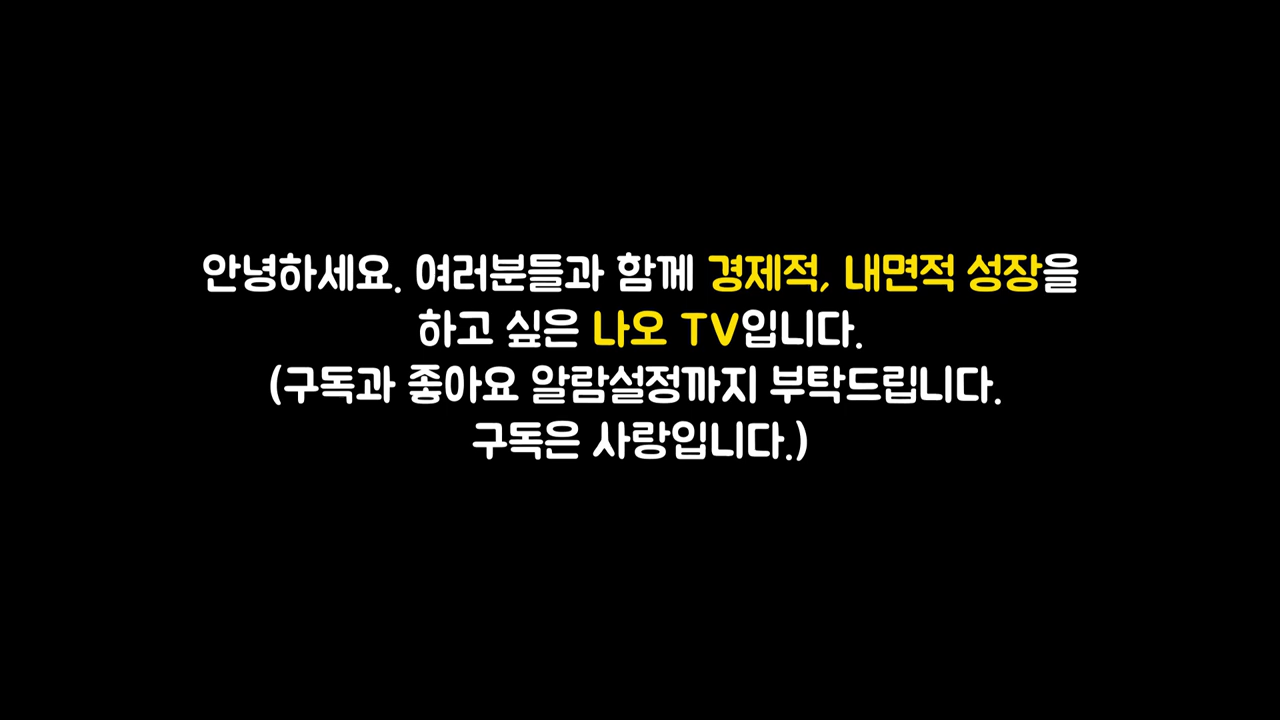 안녕하세요. 여러분들과 함께 경제적, 내면적 성장을
하고 싶은 나오 TV입니다.
(구독과 좋아요 알람설정까지 부탁드립니다.
구독은 사랑입니다.)